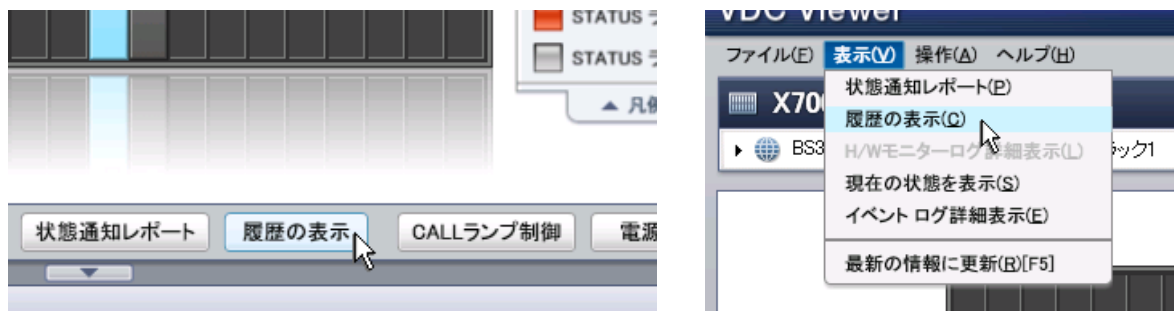 STATUS ラ
STATUS ラ
▲ 凡例
状態通知レポート
履歴の表示
CALLランプ制御
電源
VDC Viewer
ファイル(F)
表示(V)
操作(A)
ヘルプ(H)
X700
BS3
ラック1
状態通知レポート(P)
履歴の表示(C)
H/Wモニターログ詳細表示(L)
現在の状態を表示(S)
イベント ログ詳細表示(E)
最新の情報に更新(R)[F5]